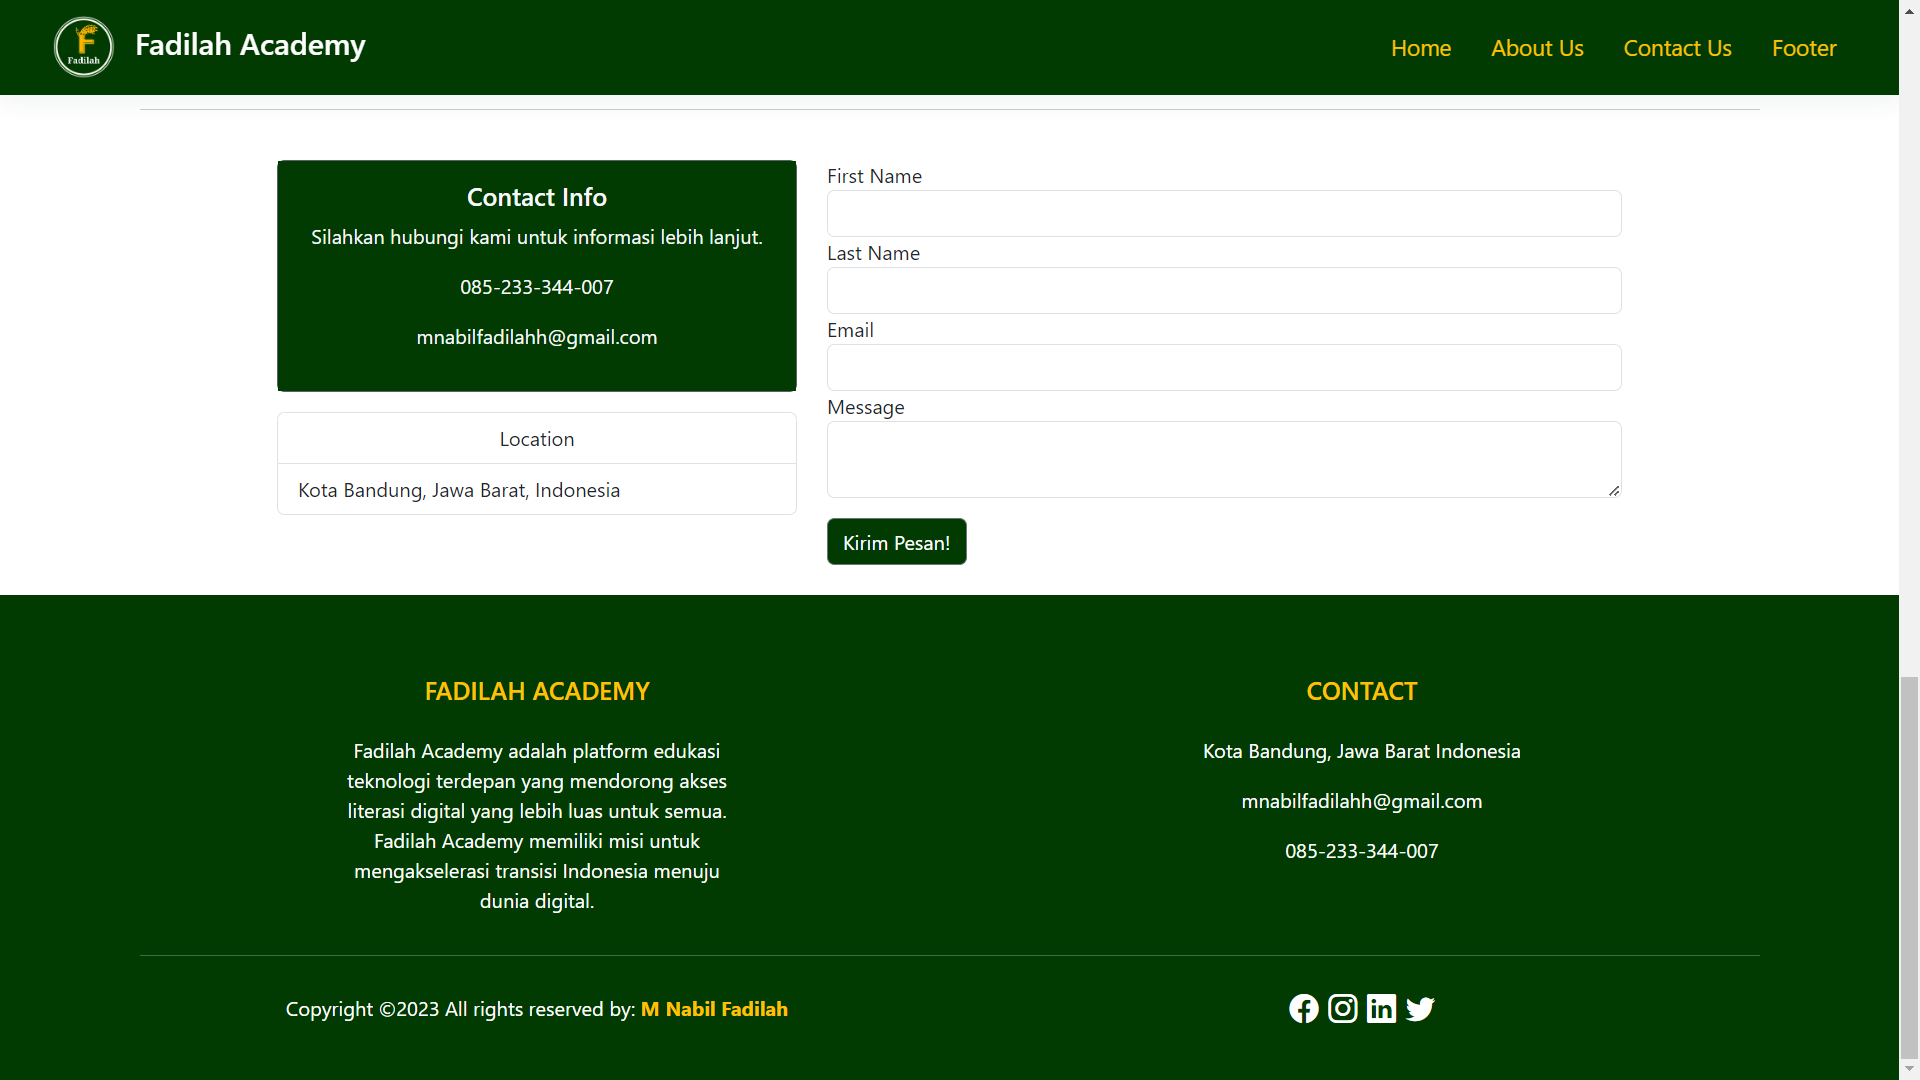 F
Fadilah
Fadilah Academy
Home
About Us
Contact Us
Footer
Contact Info
Silahkan hubungi kami untuk informasi lebih lanjut.
085-233-344-007
mnabilfadilahh@gmail.com
Location
Kota Bandung, Jawa Barat, Indonesia
First Name
Last Name
Email
Message
Kirim Pesan!
FADILAH ACADEMY
Fadilah Academy adalah platform edukasi
teknologi terdepan yang mendorong akses
literasi digital yang lebih luas untuk semua.
Fadilah Academy memiliki misi untuk
mengakselerasi transisi Indonesia menuju
dunia digital.
CONTACT
Kota Bandung, Jawa Barat Indonesia
mnabilfadilahh@gmail.com
085-233-344-007
Copyright ©2023 All rights reserved by: M Nabil Fadilah